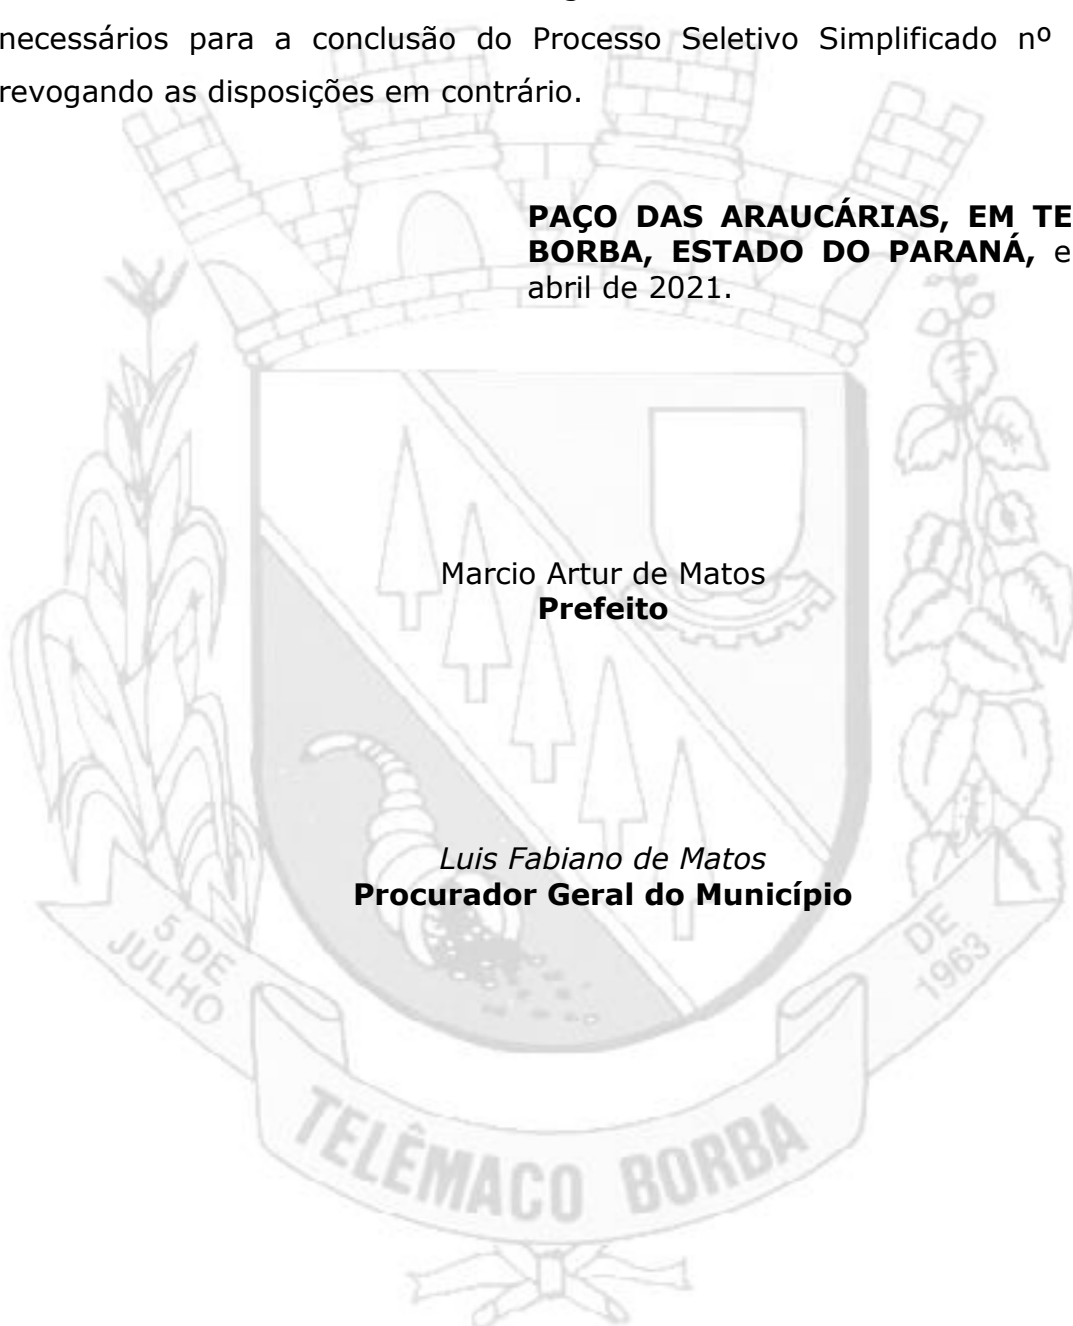 necessários para a conclusão do Processo Seletivo Simplificado nº
revogando as disposições em contrário.
PAÇO DAS ARAUCÁRIAS, EM TE
BORBA, ESTADO DO PARANÁ, e
abril de 2021.
Marcio Artur de Matos
Prefeito
Luis Fabiano de Matos
Procurador Geral do Município
5 DE
JULHO
DE
1963
TELÊMACO BORBA